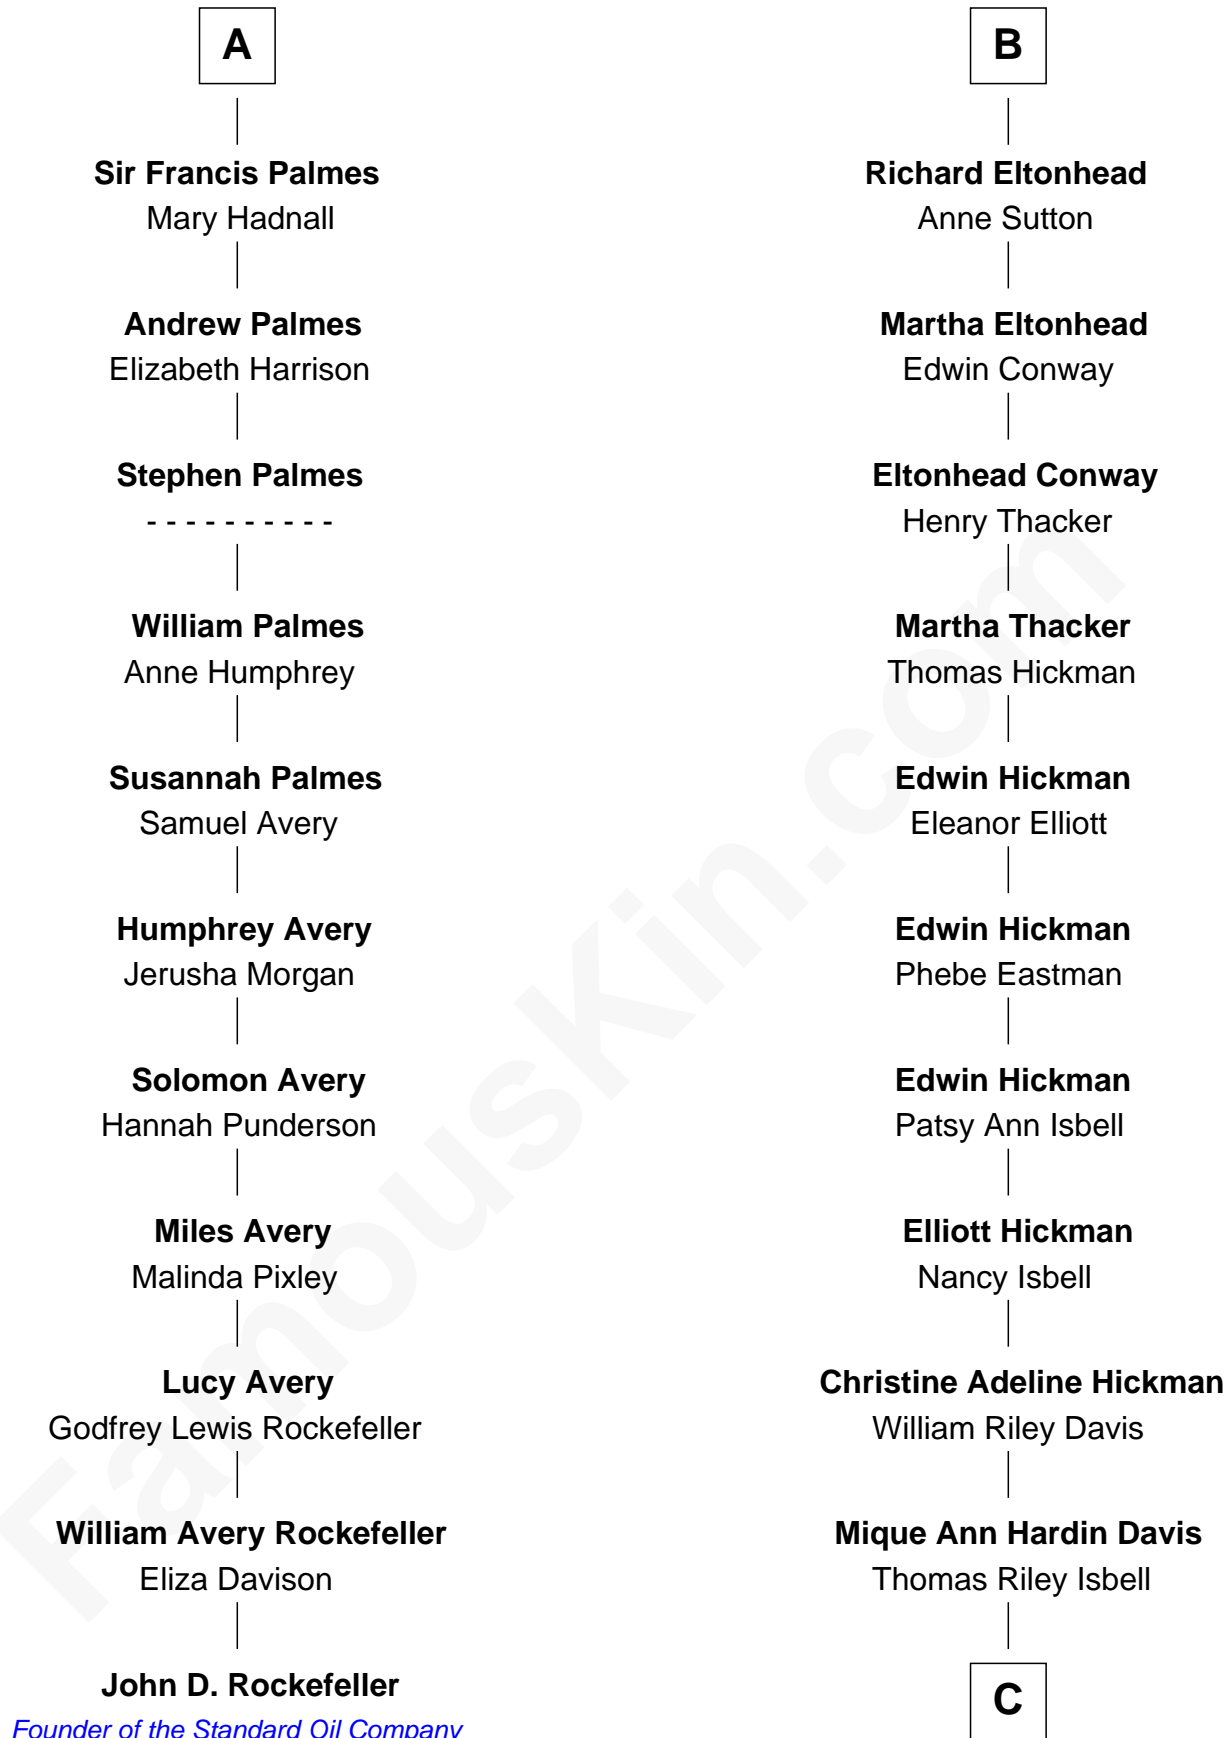 A
Sir Francis Palmes
Mary Hadnall
Andrew Palmes
Elizabeth Harrison
Stephen Palmes
- - - - - - - - - -
William Palmes
Anne Humphrey
Susannah Palmes
Samuel Avery
Humphrey Avery
Jerusha Morgan
Solomon Avery
Hannah Punderson
Miles Avery
Malinda Pixley
Lucy Avery
Godfrey Lewis Rockefeller
William Avery Rockefeller
Eliza Davison
John D. Rockefeller
Founder of the Standard Oil Company
B
Richard Eltonhead
Anne Sutton
Martha Eltonhead
Edwin Conway
Eltonhead Conway
Henry Thacker
Martha Thacker
Thomas Hickman
Edwin Hickman
Eleanor Elliott
Edwin Hickman
Phebe Eastman
Edwin Hickman
Patsy Ann Isbell
Elliott Hickman
Nancy Isbell
Christine Adeline Hickman
William Riley Davis
Mique Ann Hardin Davis
Thomas Riley Isbell
C
FamousKin.com